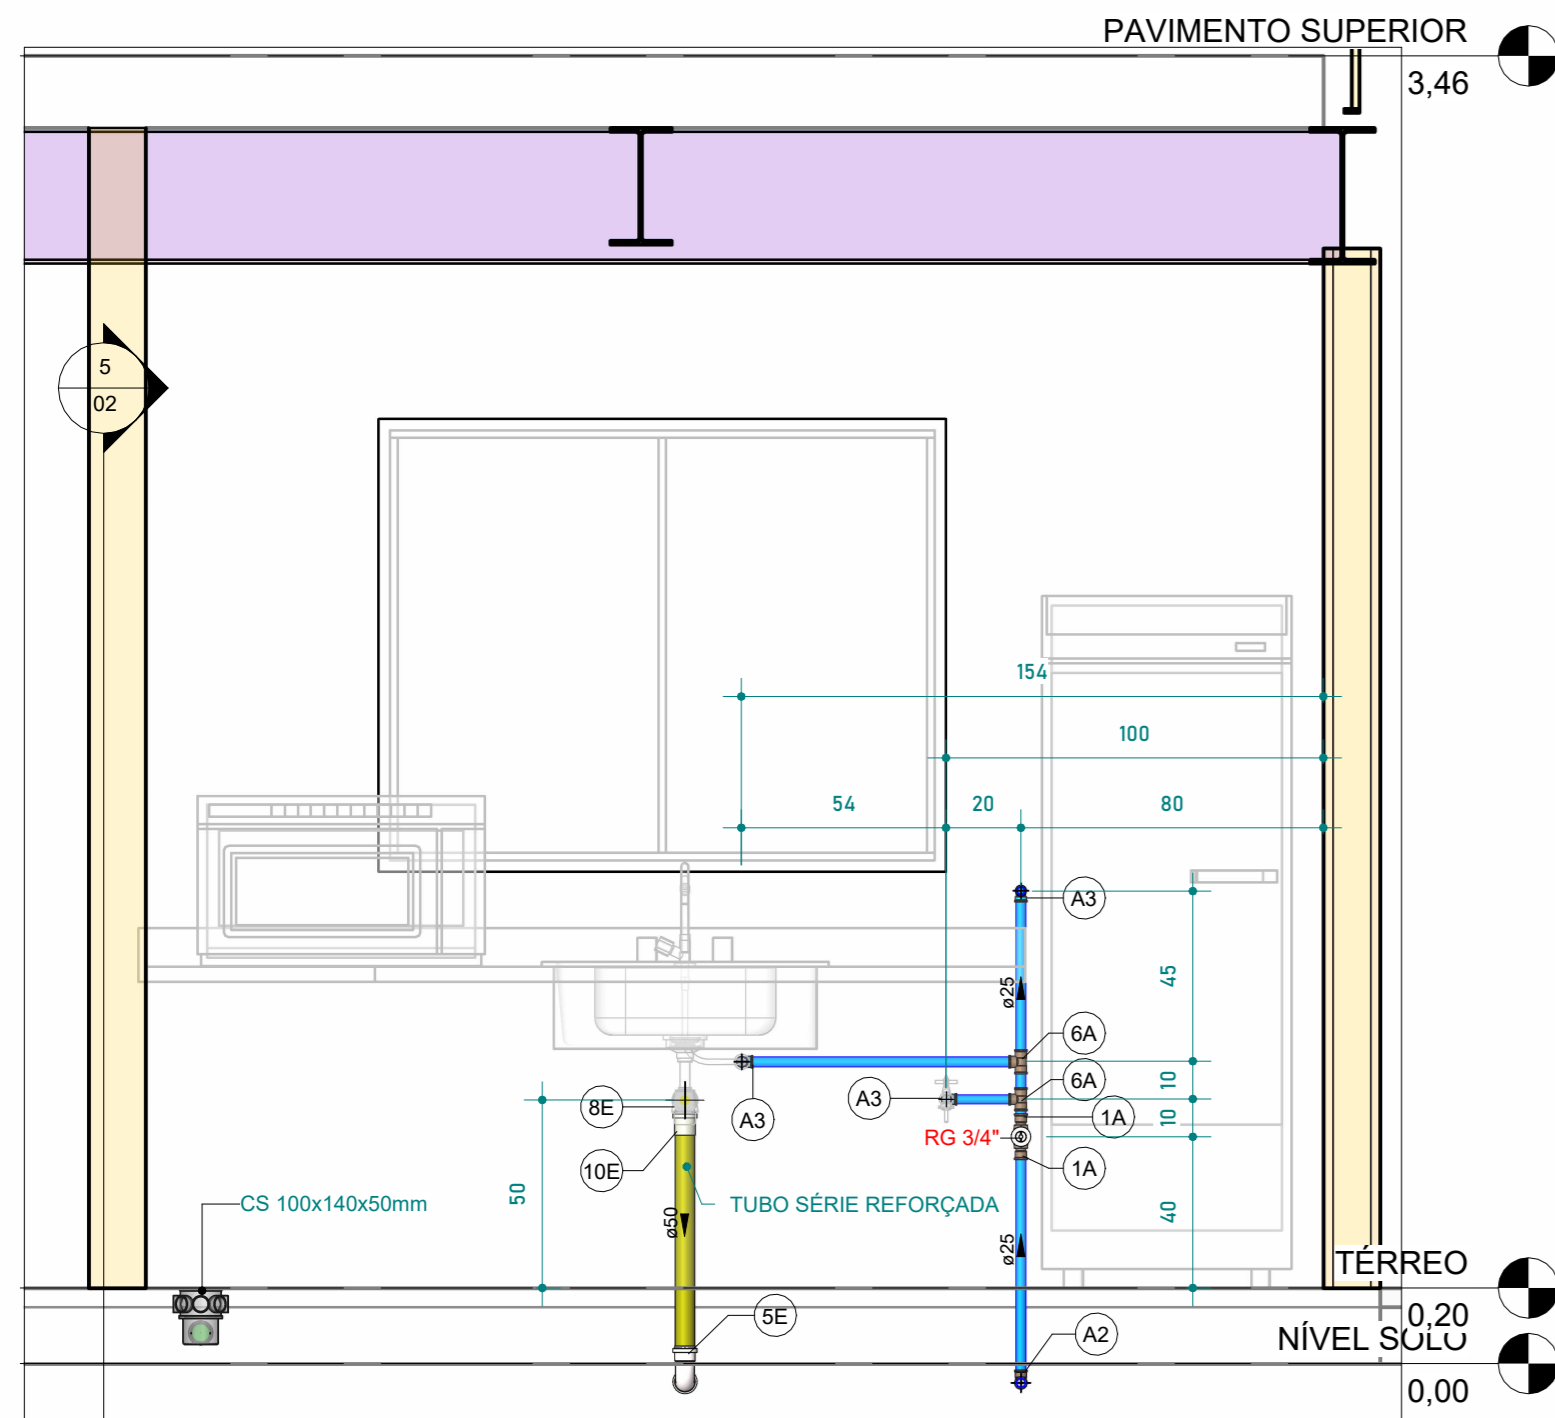 PAVIMENTO SUPERIOR
3,46
5
02
154
100
54
20
80
A3
45
ø25
6A
6A
10
A3
A3
8E
1A
10
RG 3/4"
10E
1A
50
CS 100x140x50mm
TUBO SÉRIE REFORÇADA
40
ø50
ø25
TÉRREO
0,20
5E
A2
NÍVEL SOLO
0,00